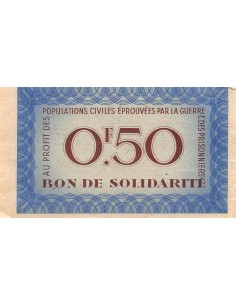 AU PROFIT DES
POPULATIONS CIVILES ÉPROUVÉES PAR LA GUERRE
ET DES PRISONNIERS
0F50
BON DE SOLIDARITÉ